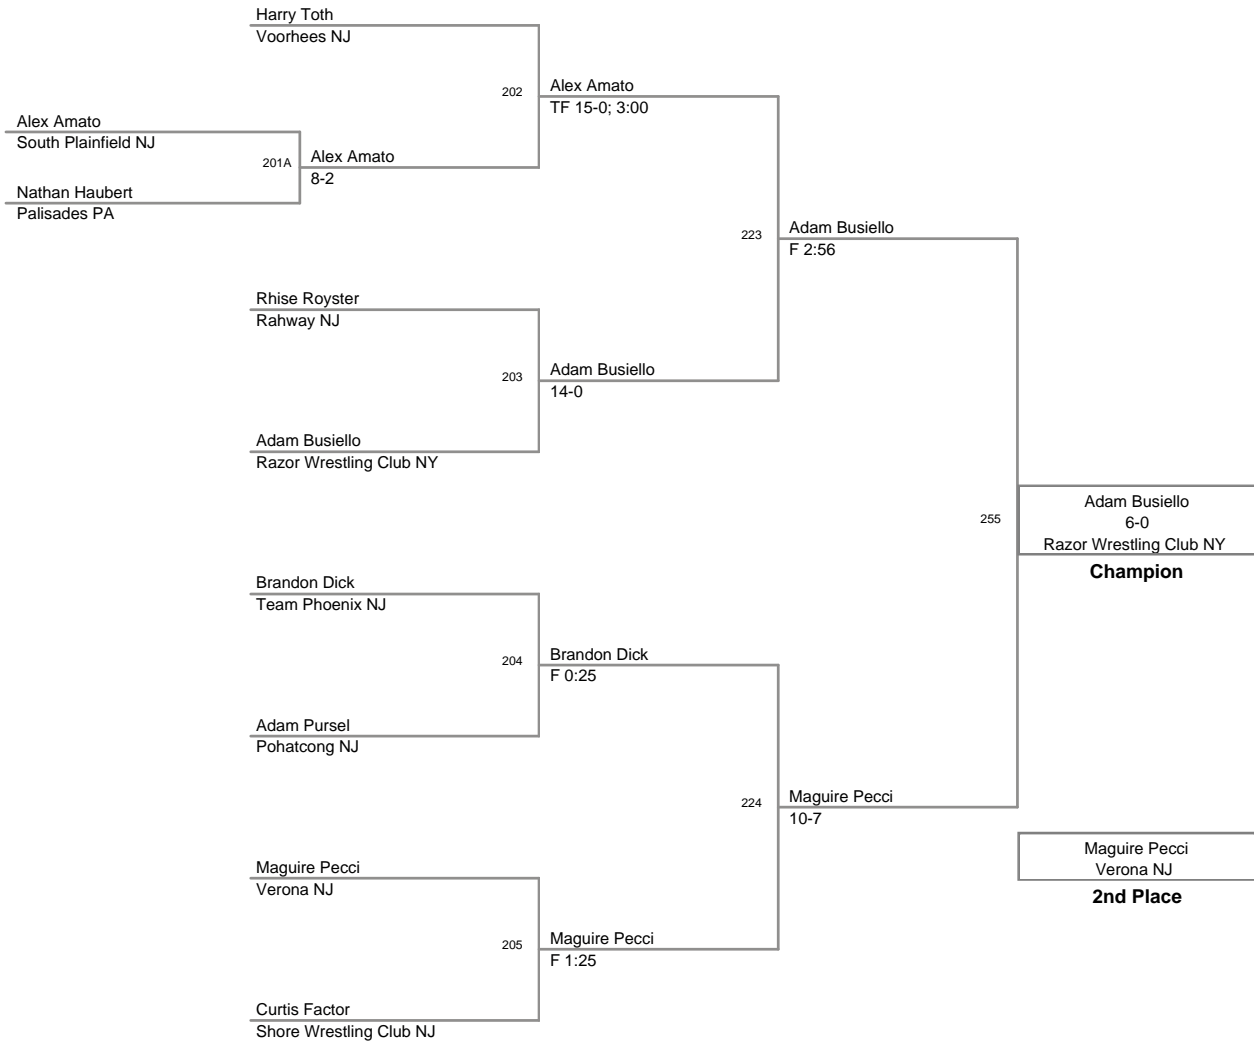 Harry Toth
Voorhees NJ
202
Alex Amato
TF 15-0; 3:00
Alex Amato
South Plainfield NJ
201A
Alex Amato
8-2
Nathan Haubert
Palisades PA
223
Adam Busiello
F 2:56
Rhise Royster
Rahway NJ
203
Adam Busiello
14-0
Adam Busiello
Razor Wrestling Club NY
255
Adam Busiello
6-0
Razor Wrestling Club NY
Champion
Brandon Dick
Team Phoenix NJ
204
Brandon Dick
F 0:25
Adam Pursel
Pohatcong NJ
224
Maguire Pecci
10-7
Maguire Pecci
Verona NJ
2nd Place
Maguire Pecci
Verona NJ
205
Maguire Pecci
F 1:25
Curtis Factor
Shore Wrestling Club NJ